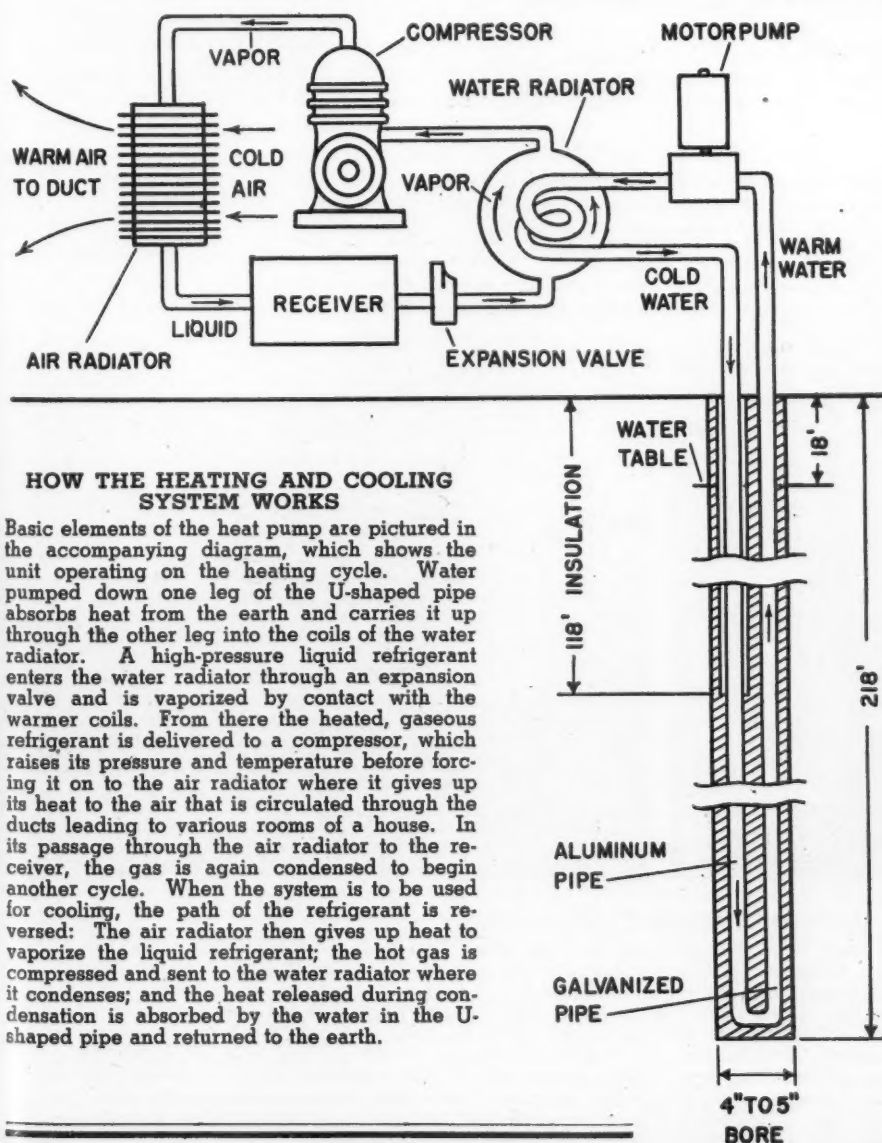 COMPRESSOR
MOTORPUMP
VAPOR
WATER RADIATOR
WARM AIR
TO DUCT
COLD
AIR
VAPOR
WARM
WATER
COLD
WATER
RECEIVER
LIQUID
AIR RADIATOR
EXPANSION VALVE
WATER
TABLE
18'
118' INSULATION
218'
HOW THE HEATING AND COOLING
SYSTEM WORKS
Basic elements of the heat pump are pictured in
the accompanying diagram, which shows the
unit operating on the heating cycle. Water
pumped down one leg of the U-shaped pipe
absorbs heat from the earth and carries it up
through the other leg into the coils of the water
radiator. A high-pressure liquid refrigerant
enters the water radiator through an expansion
valve and is vaporized by contact with the
warmer coils. From there the heated, gaseous
refrigerant is delivered to a compressor, which
raises its pressure and temperature before forc-
ing it on to the air radiator where it gives up
its heat to the air that is circulated through the
ducts leading to various rooms of a house. In
its passage through the air radiator to the re-
ceiver, the gas is again condensed to begin
another cycle. When the system is to be used
for cooling, the path of the refrigerant is re-
versed: The air radiator then gives up heat to
vaporize the liquid refrigerant; the hot gas is
compressed and sent to the water radiator where
it condenses; and the heat released during con-
densation is absorbed by the water in the U-
shaped pipe and returned to the earth.
ALUMINUM
PIPE
GALVANIZED
PIPE
4" TO 5"
BORE